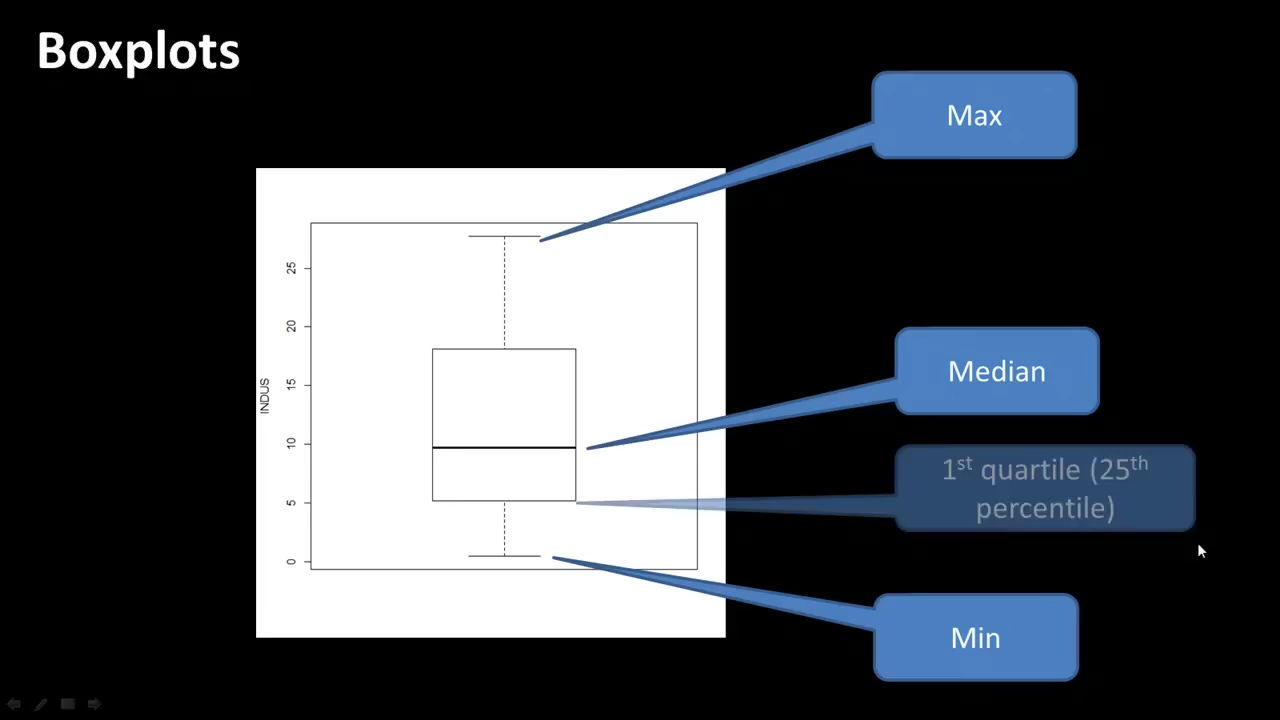 Boxplots
Max
25
20
15
10
5
0
INDUS
Median
1st quartile (25th
percentile)
Min